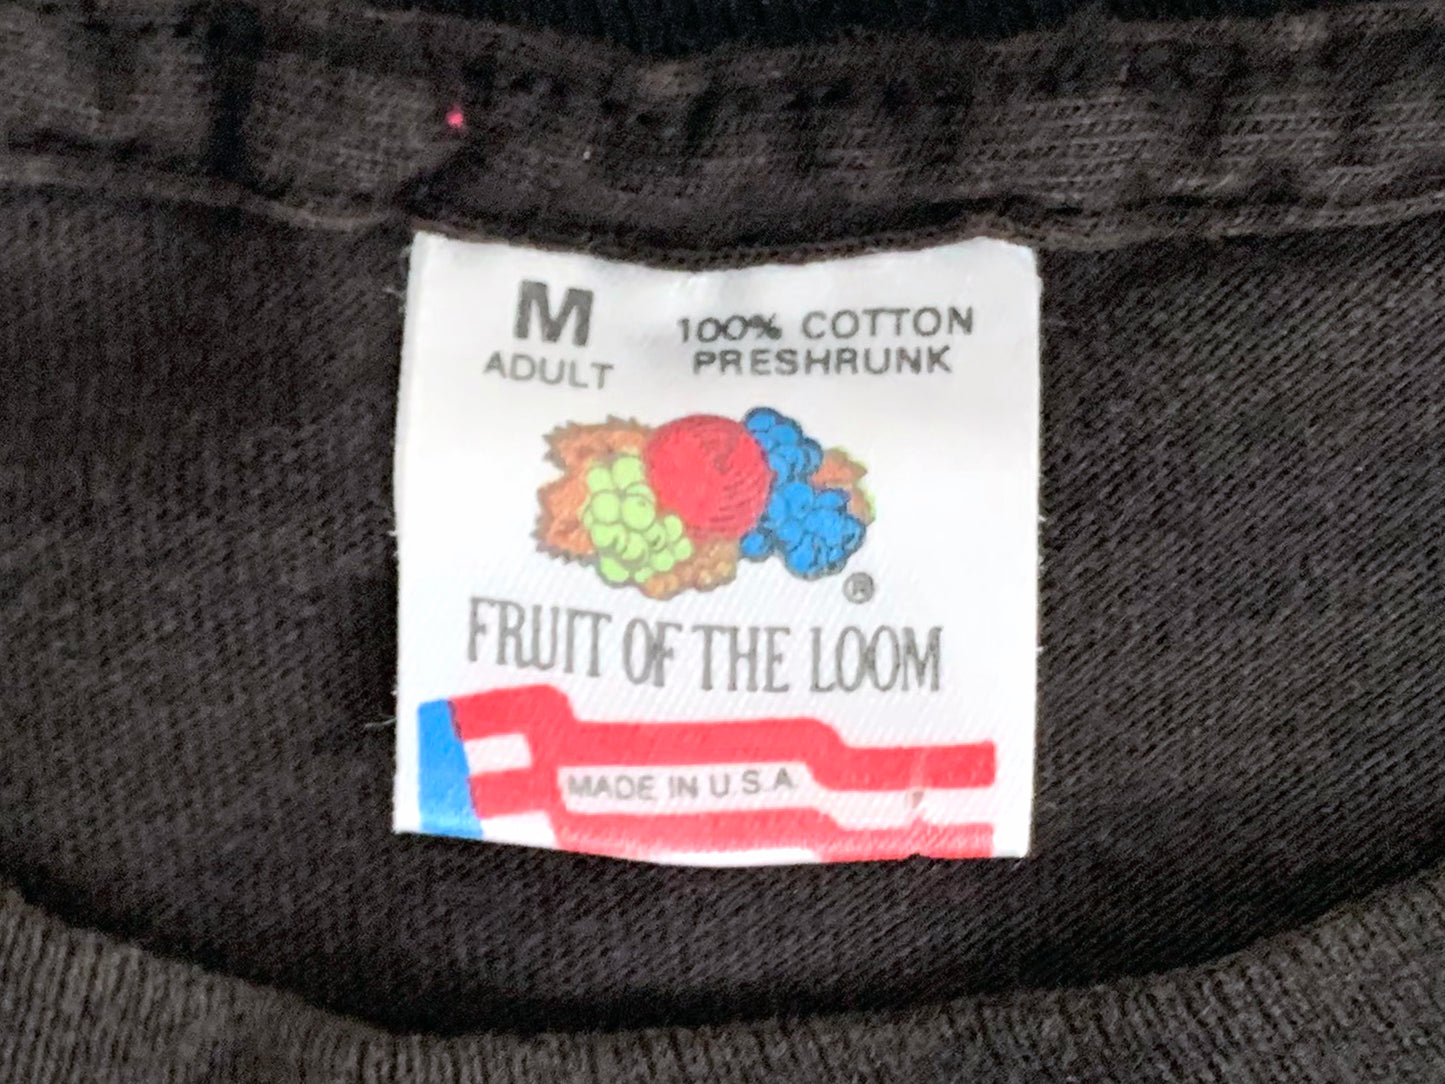 M
ADULT
100% COTTON
PRESHRUNK
®
FRUIT OF THE LOOM
MADE IN U.S.A